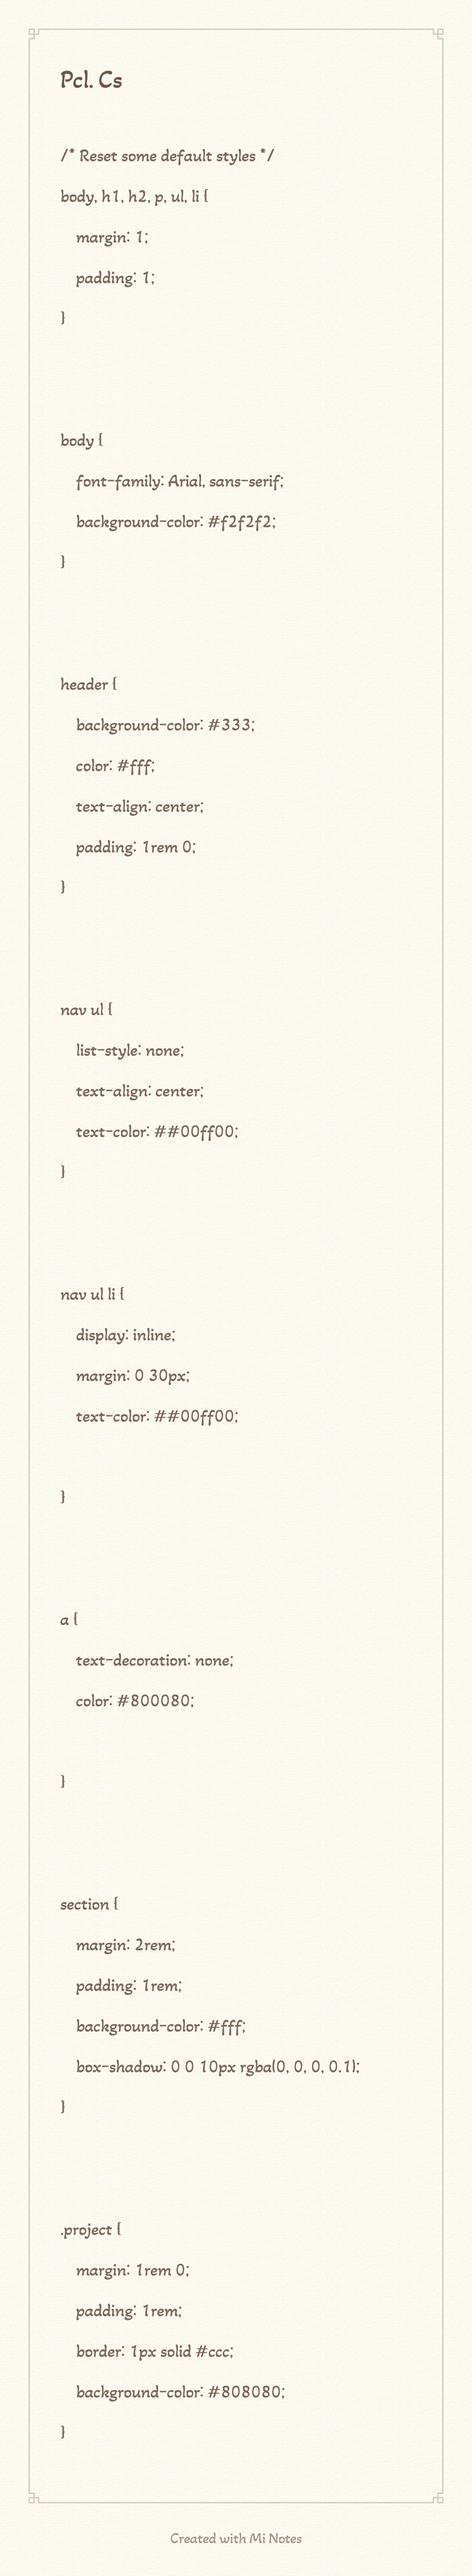 Pcl. Cs
/* Reset some default styles */
body, h1, h2, p, ul, li {
    margin: 1;
    padding: 1;
}
body {
    font-family: Arial, sans-serif;
    background-color: #f2f2f2;
}
header {
    background-color: #333;
    color: #fff;
    text-align: center;
    padding: 1rem 0;
}
nav ul {
    list-style: none;
    text-align: center;
    text-color: ##00ff00;
}
nav ul li {
    display: inline;
    margin: 0 30px;
    text-color: ##00ff00;
}
a {
    text-decoration: none;
    color: #800080;
}
section {
    margin: 2rem;
    padding: 1rem;
    background-color: #fff;
    box-shadow: 0 0 10px rgba(0, 0, 0, 0.1);
}
.project {
    margin: 1rem 0;
    padding: 1rem;
    border: 1px solid #ccc;
    background-color: #808080;
}
Created with Mi Notes